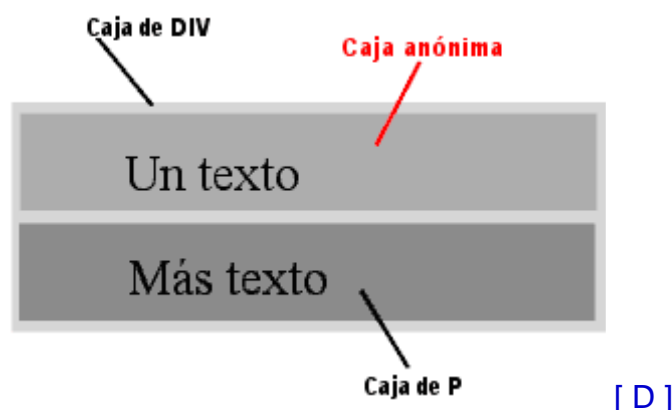 Caja de DIV
Caja anónima
Un texto
Más texto
Caja de P
[ D ]